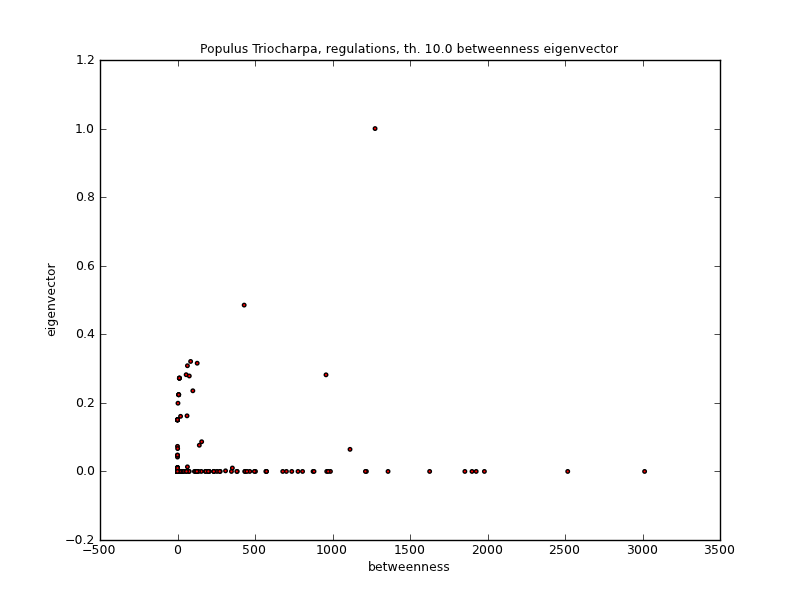 Populus Triocharpa, regulations, th. 10.0 betweenness eigenvector
1.2
1.0
0.8
0.6
0.4
0.2
0.0
−0.2
eigenvector
−500 0 500 1000 1500 2000 2500 3000 3500
betweenness